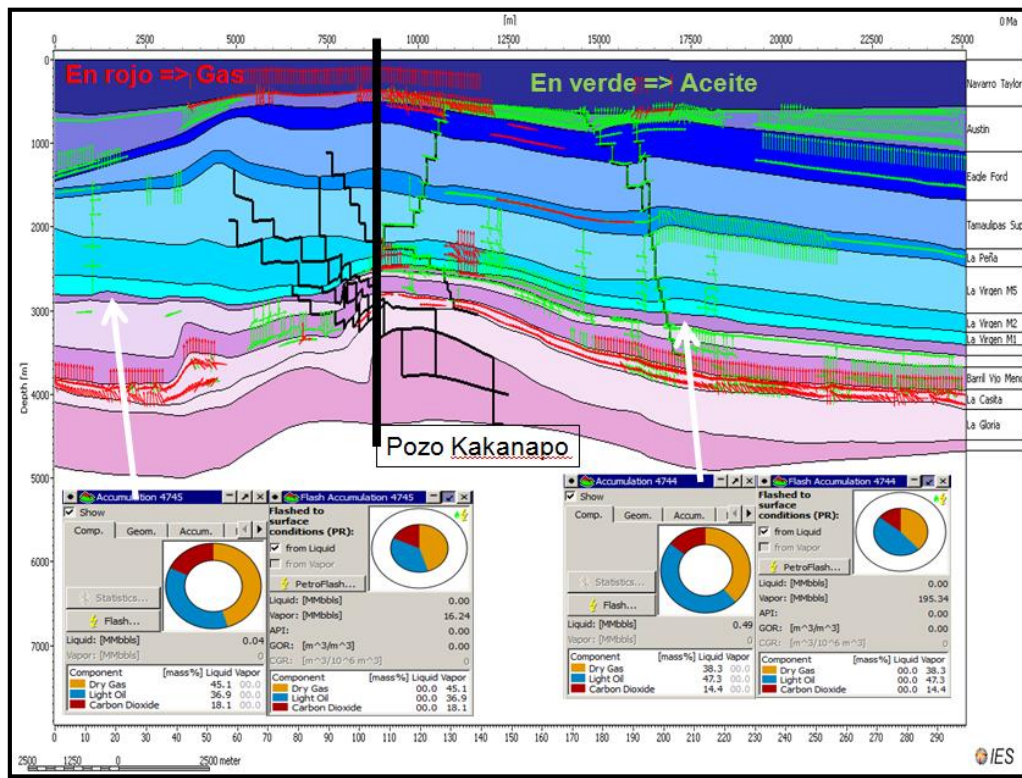 [m]
0 2500 5000 7500 10000 12500 15000 17500 20000 22500 25000
0 Ma
En rojo => Gas
En verde => Aceite
Navarro Taylor
Austin
Eagle Ford
Tamaulipas Sup
La Peña
La Virgen M5
La Virgen M2
La Virgen M1
Barril Vjo Meno
La Casita
La Gloria
Depth [m]
0
1000
2000
3000
4000
5000
6000
7000
Pozo Kakanapo
Accumulation 4745
Show
Comp. Geom. Accum.
Statistics...
Flash...
Liquid: [MMbbls] 0.04
Vapor: [MMbbls] 0
Component [mass%] Liquid Vapor
Dry Gas 45.1 00.0
Light Oil 36.9 00.0
Carbon Dioxide 18.1 00.0
Flash Accumulation 4745
Flashed to
surface
conditions (PR):
from Liquid
from Vapor
PetroFlash...
Liquid: [MMbbls] 0.00
Vapor: [MMbbls] 16.24
API: 0.00
GOR: [m^3/m^3] 0.00
CGR: [m^3/10^6 m^3] 0
Component [mass%] Liquid Vapor
Dry Gas 00.0 45.1
Light Oil 00.0 36.9
Carbon Dioxide 00.0 18.1
Accumulation 4744
Show
Comp. Geom. Accum.
Statistics...
Flash...
Liquid: [MMbbls] 0.49
Vapor: [MMbbls] 0
Component [mass%] Liquid Vapor
Dry Gas 38.3 00.0
Light Oil 47.3 00.0
Carbon Dioxide 14.4 00.0
Flash Accumulation 4744
Flashed to
surface
conditions (PR):
from Liquid
from Vapor
PetroFlash...
Liquid: [MMbbls] 0.00
Vapor: [MMbbls] 195.34
API: 0.00
GOR: [m^3/m^3] 0.00
CGR: [m^3/10^6 m^3] 0
Component [mass%] Liquid Vapor
Dry Gas 00.0 38.3
Light Oil 00.0 47.3
Carbon Dioxide 00.0 14.4
0 10 20 30 40 50 60 70 80 90 100 110 120 130 140 150 160 170 180 190 200 210 220 230 240 250 260 270 280 290
2500 1250 0 2500 meter
IES